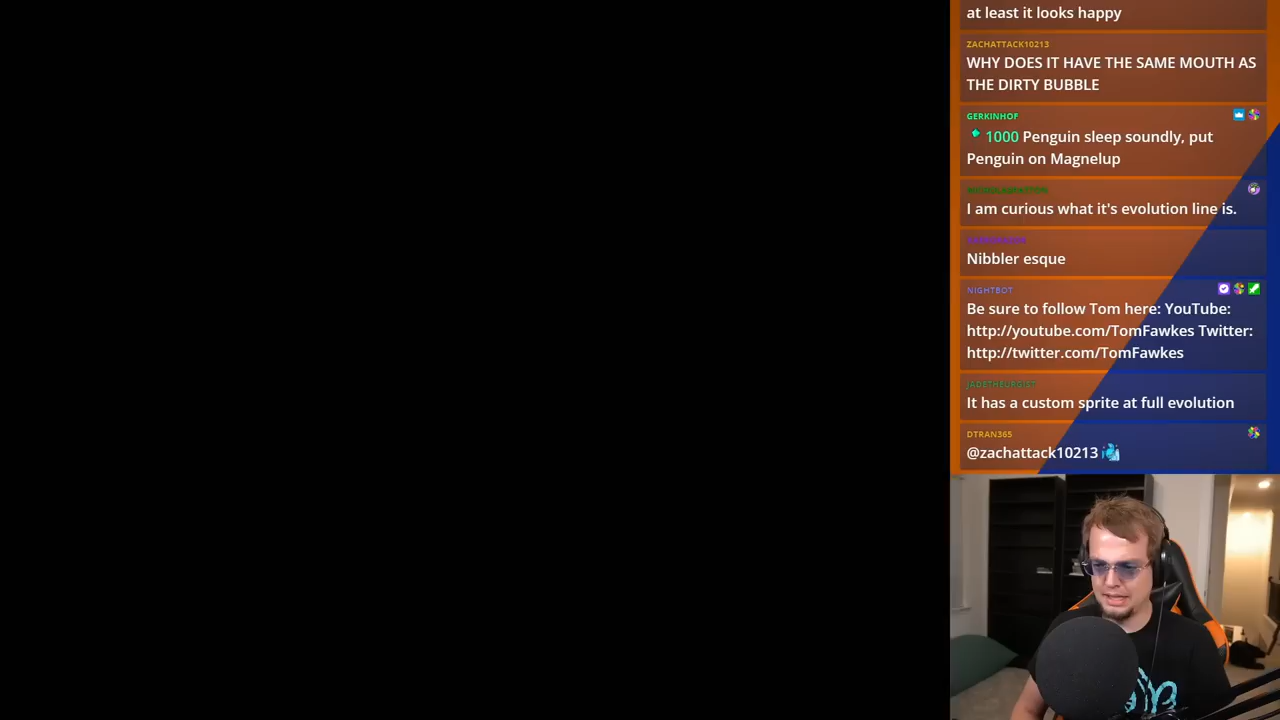 at least it looks happy
ZACHATTACK10213
WHY DOES IT HAVE THE SAME MOUTH AS
THE DIRTY BUBBLE
GERKINHOF
1000 Penguin sleep soundly, put
Penguin on Magnelup
I am curious what it's evolution line is.
Nibbler esque
NIGHTBOT
Be sure to follow Tom here: YouTube:
http://youtube.com/TomFawkes Twitter:
http://twitter.com/TomFawkes
JADETHEURGIST
It has a custom sprite at full evolution
DTRAN365
@zachattack10213